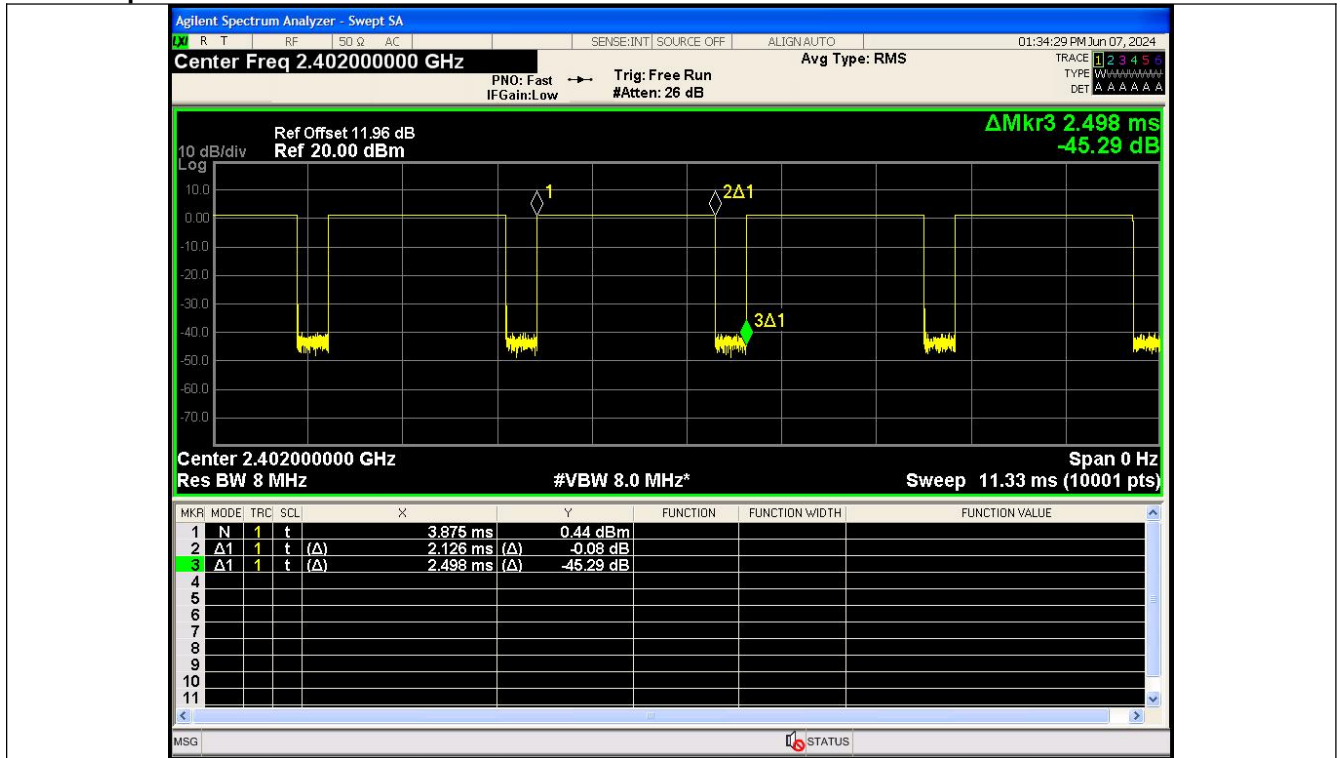 Agilent Spectrum Analyzer - Swept SA
LXI R T RF 50 Ω AC SENSE:INT SOURCE OFF ALIGN AUTO 01:34:29 PM Jun 07, 2024
Center Freq 2.402000000 GHz Avg Type: RMS TRACE 1 2 3 4 5 6
PNO: Fast Trig: Free Run TYPE WWWWWW
IFGain:Low #Atten: 26 dB DET A A A A A A
ΔMkr3 2.498 ms
-45.29 dB
Ref Offset 11.96 dB
10 dB/div Ref 20.00 dBm
Log
10.0
0.00
-10.0
-20.0
-30.0
-40.0
-50.0
-60.0
-70.0
1
2Δ1
3Δ1
Center 2.402000000 GHz Span 0 Hz
Res BW 8 MHz #VBW 8.0 MHz* Sweep 11.33 ms (10001 pts)
MKR MODE TRC SCL X Y FUNCTION FUNCTION WIDTH FUNCTION VALUE
1 N 1 t 3.875 ms 0.44 dBm
2 Δ1 1 t (Δ) 2.126 ms (Δ) -0.08 dB
3 Δ1 1 t (Δ) 2.498 ms (Δ) -45.29 dB
4
5
6
7
8
9
10
11
MSG STATUS